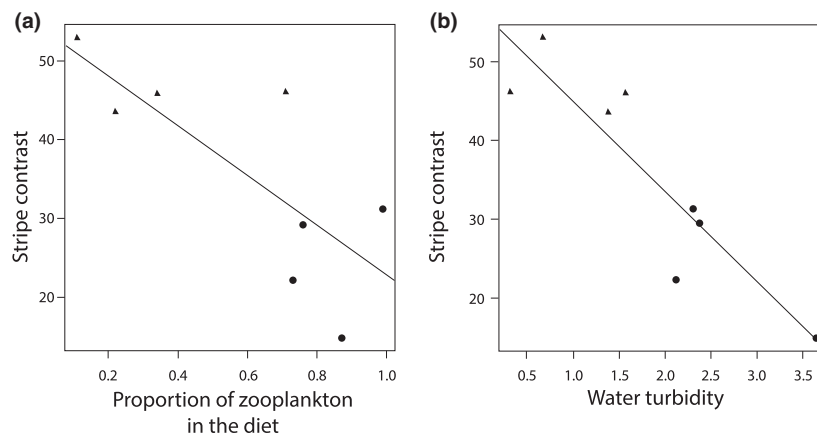 (a)
Stripe contrast
50
40
30
20
0.2 0.4 0.6 0.8 1.0
Proportion of zooplankton
in the diet
(b)
Stripe contrast
50
40
30
20
0.5 1.0 1.5 2.0 2.5 3.0 3.5
Water turbidity